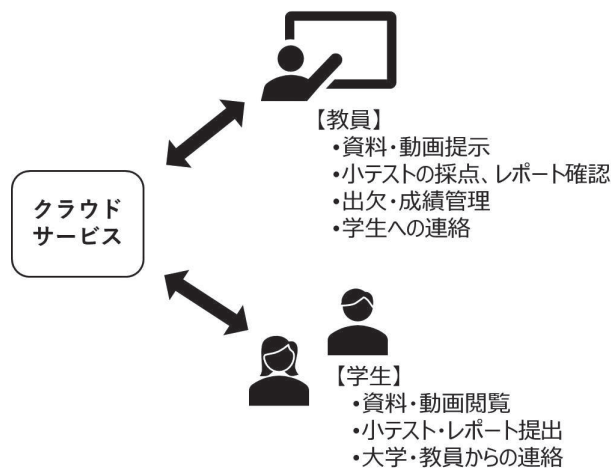 【教員】
•資料・動画提示
•小テストの採点、レポート確認
•出欠・成績管理
•学生への連絡
クラウド
サービス
【学生】
•資料・動画閲覧
•小テスト・レポート提出
•大学・教員からの連絡